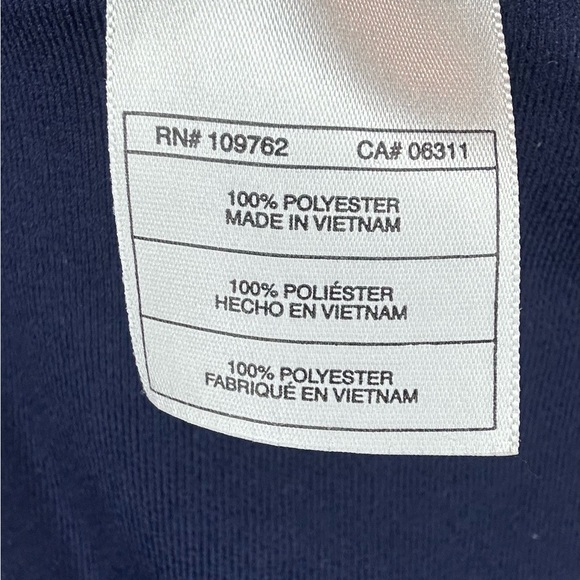 RN# 109762 CA# 06311
100% POLYESTER
MADE IN VIETNAM
100% POLIÉSTER
HECHO EN VIETNAM
100% POLYESTER
FABRIQUÉ EN VIETNAM